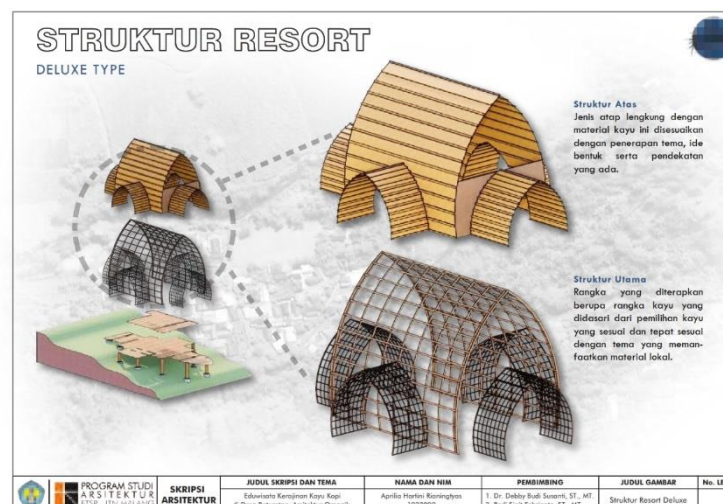 STRUKTUR RESORT
DELUXE TYPE
Struktur Atas
Jenis atap lengkung dengan
material kayu ini disesuaikan
dengan penerapan tema, ide
bentuk serta pendekatan
yang ada.
Struktur Utama
Rangka yang diterapkan
berupa rangka kayu yang
didasari dari pemilihan kayu
yang sesuai dan tepat sesuai
dengan tema yang meman-
faatkan material lokal.
PROGRAM STUDI
ARSITEKTUR
FTSP - ITN MALANG
SKRIPSI
ARSITEKTUR
JUDUL SKRIPSI DAN TEMA
Eduwisata Kerajinan Kayu Kopi
NAMA DAN NIM
Aprilia Hartini Rianingtyas
PEMBIMBING
1. Dr. Debby Budi Susanti, ST., MT
JUDUL GAMBAR
Struktur Resort Deluxe
No.